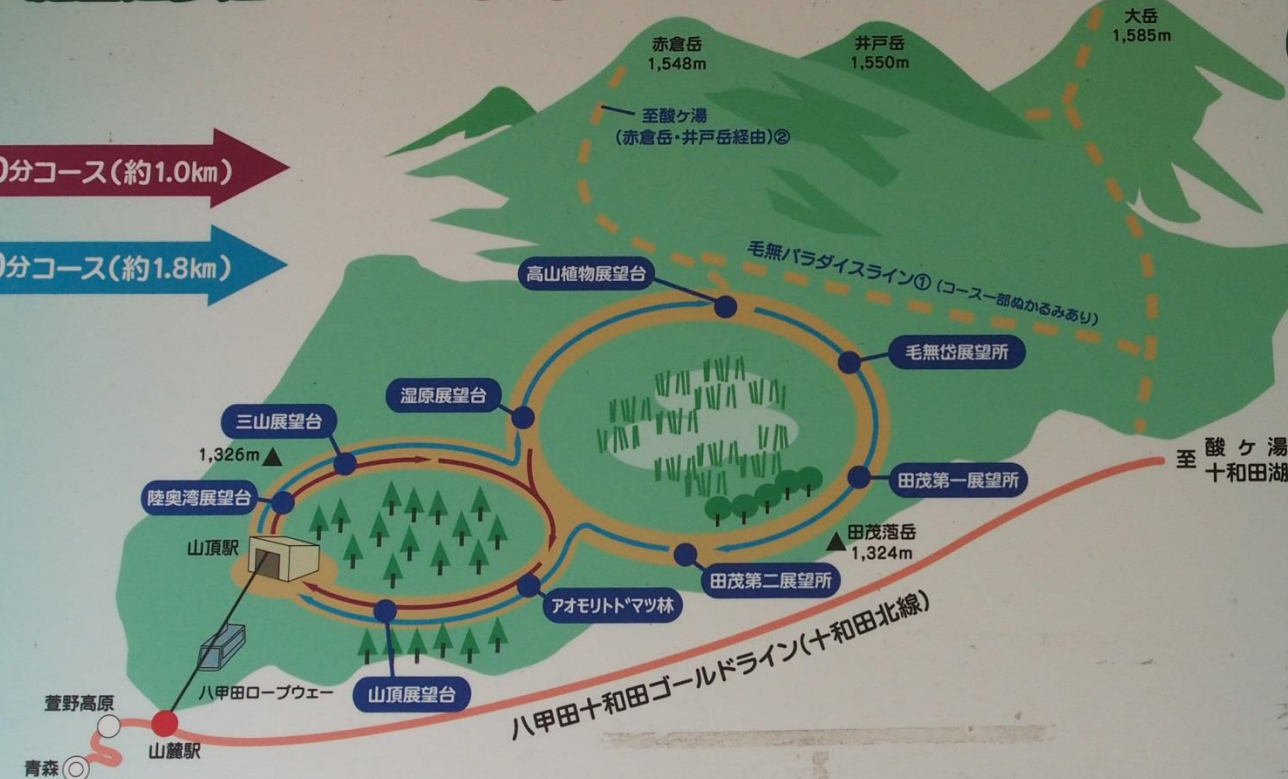 赤倉岳
1,548m
井戸岳
1,550m
大岳
1,585m
至酸ヶ湯
(赤倉岳・井戸岳経由)②
0分コース(約1.0km)
0分コース(約1.8km)
毛無パラダイスライン①(コース一部ぬかるみあり)
高山植物展望台
毛無岱展望所
湿原展望台
三山展望台
1,326m
陸奥湾展望台
山頂駅
田茂第一展望所
田茂萢岳
1,324m
田茂第二展望所
アオモリトドマツ林
山頂展望台
至
酸ヶ湯
十和田湖
八甲田十和田ゴールドライン(十和田北線)
八甲田ロープウェー
萱野高原
山麓駅
青森